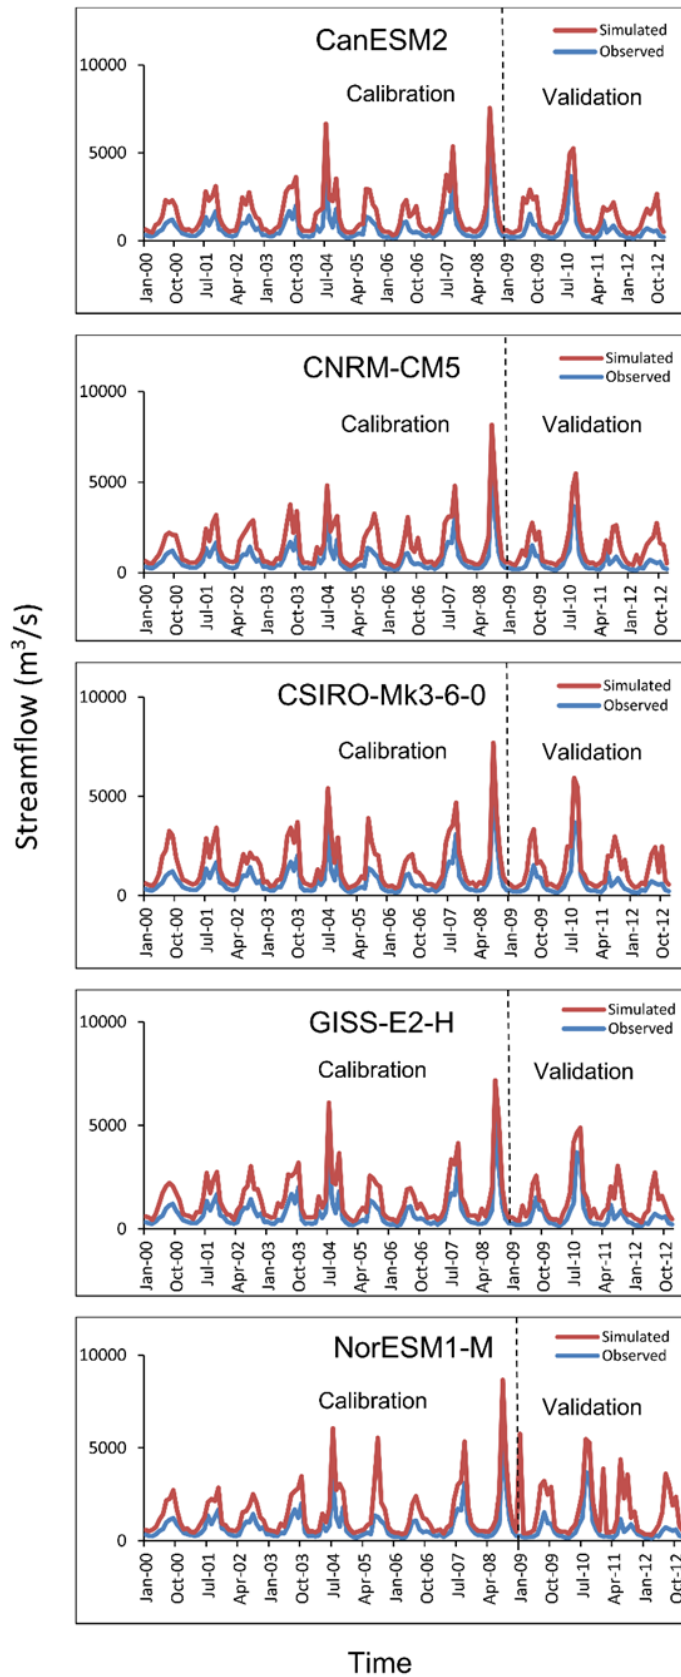 CanESM2
Simulated
Observed
Calibration
Validation
10000
5000
0
Jan-00 Oct-00 Jul-01 Apr-02 Jan-03 Oct-03 Jul-04 Apr-05 Jan-06 Oct-06 Jul-07 Apr-08 Jan-09 Oct-09 Jul-10 Apr-11 Jan-12 Oct-12
CNRM-CM5
Simulated
Observed
Calibration
Validation
10000
5000
0
Jan-00 Oct-00 Jul-01 Apr-02 Jan-03 Oct-03 Jul-04 Apr-05 Jan-06 Oct-06 Jul-07 Apr-08 Jan-09 Oct-09 Jul-10 Apr-11 Jan-12 Oct-12
Streamflow (m³/s)
CSIRO-Mk3-6-0
Simulated
Observed
Calibration
Validation
10000
5000
0
Jan-00 Oct-00 Jul-01 Apr-02 Jan-03 Oct-03 Jul-04 Apr-05 Jan-06 Oct-06 Jul-07 Apr-08 Jan-09 Oct-09 Jul-10 Apr-11 Jan-12 Oct-12
GISS-E2-H
Simulated
Observed
Calibration
Validation
10000
5000
0
Jan-00 Oct-00 Jul-01 Apr-02 Jan-03 Oct-03 Jul-04 Apr-05 Jan-06 Oct-06 Jul-07 Apr-08 Jan-09 Oct-09 Jul-10 Apr-11 Jan-12 Oct-12
NorESM1-M
Simulated
Observed
Calibration
Validation
10000
5000
0
Jan-00 Oct-00 Jul-01 Apr-02 Jan-03 Oct-03 Jul-04 Apr-05 Jan-06 Oct-06 Jul-07 Apr-08 Jan-09 Oct-09 Jul-10 Apr-11 Jan-12 Oct-12
Time